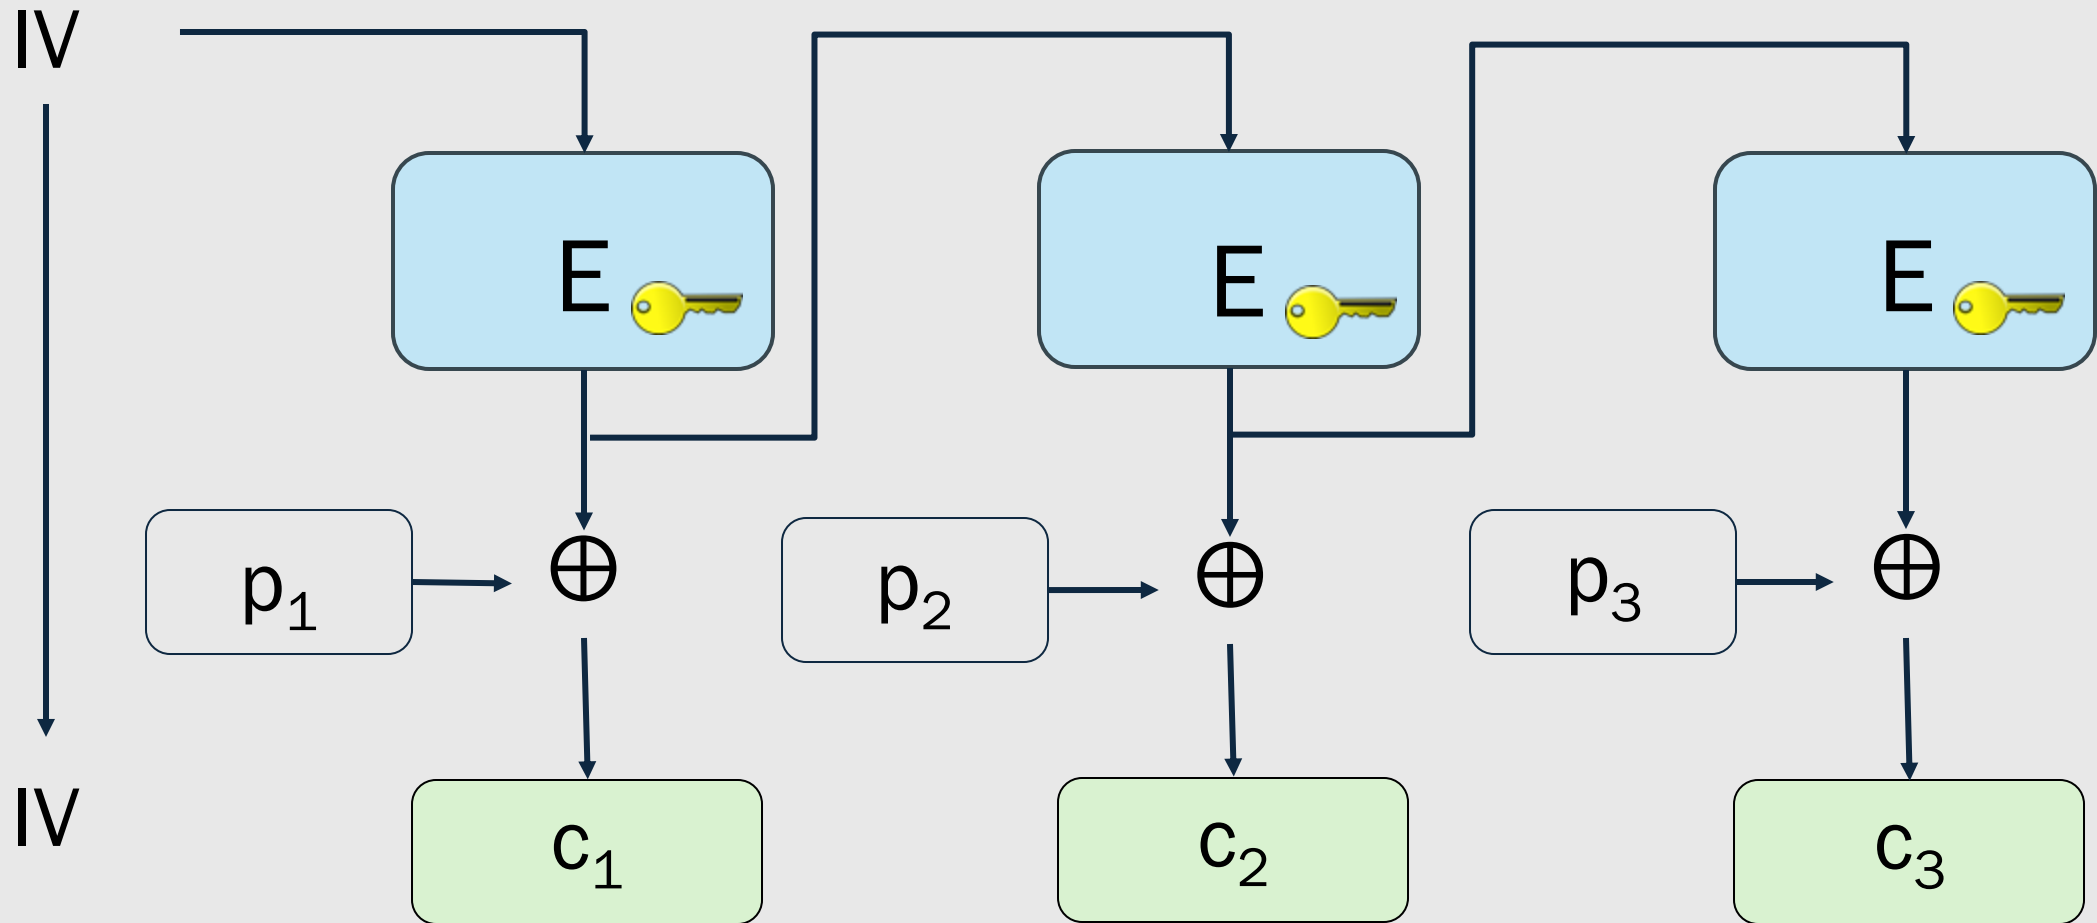 IV
E
E
E
p₁
p₂
p₃
⊕
⊕
⊕
IV
c₁
c₂
c₃